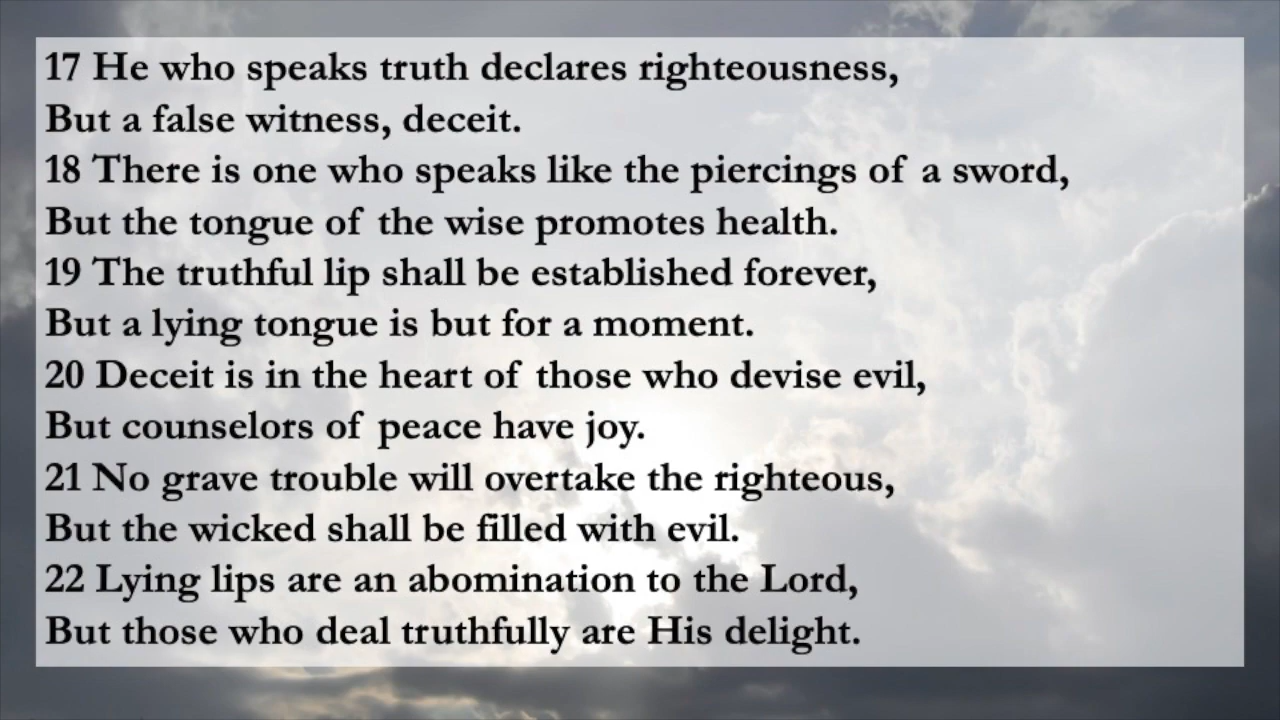 17 He who speaks truth declares righteousness,
But a false witness, deceit.
18 There is one who speaks like the piercings of a sword,
But the tongue of the wise promotes health.
19 The truthful lip shall be established forever,
But a lying tongue is but for a moment.
20 Deceit is in the heart of those who devise evil,
But counselors of peace have joy.
21 No grave trouble will overtake the righteous,
But the wicked shall be filled with evil.
22 Lying lips are an abomination to the Lord,
But those who deal truthfully are His delight.